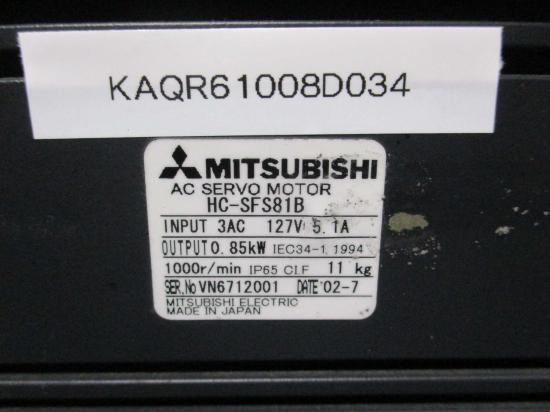 KAQR61008D034
MITSUBISHI
AC SERVO MOTOR
HC-SFS81B
INPUT 3AC 127V 5.1A
OUTPUT 0.85kW IEC34-1, 1994
1000r/min IP65 Cl.F 11 kg
SER.No VN6712001 DATE '02-7
MITSUBISHI ELECTRIC
MADE IN JAPAN